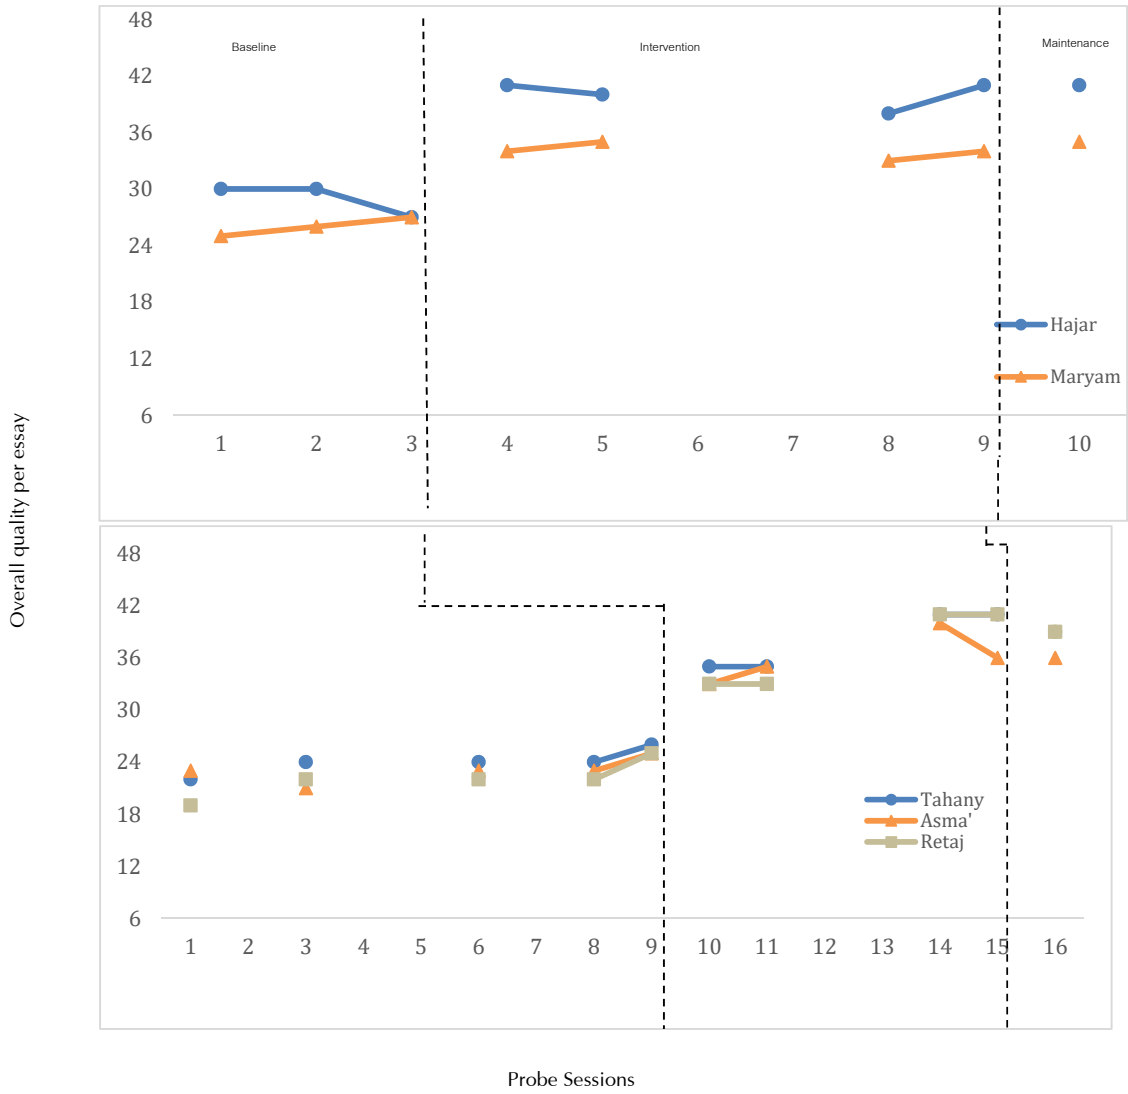 48
Baseline
Intervention
Maintenance
42
36
30
24
18
12
6
Hajar
Maryam
1 2 3 4 5 6 7 8 9 10
Overall quality per essay
48
42
36
30
24
18
12
6
Tahany
Asma'
Retaj
1 2 3 4 5 6 7 8 9 10 11 12 13 14 15 16
Probe Sessions